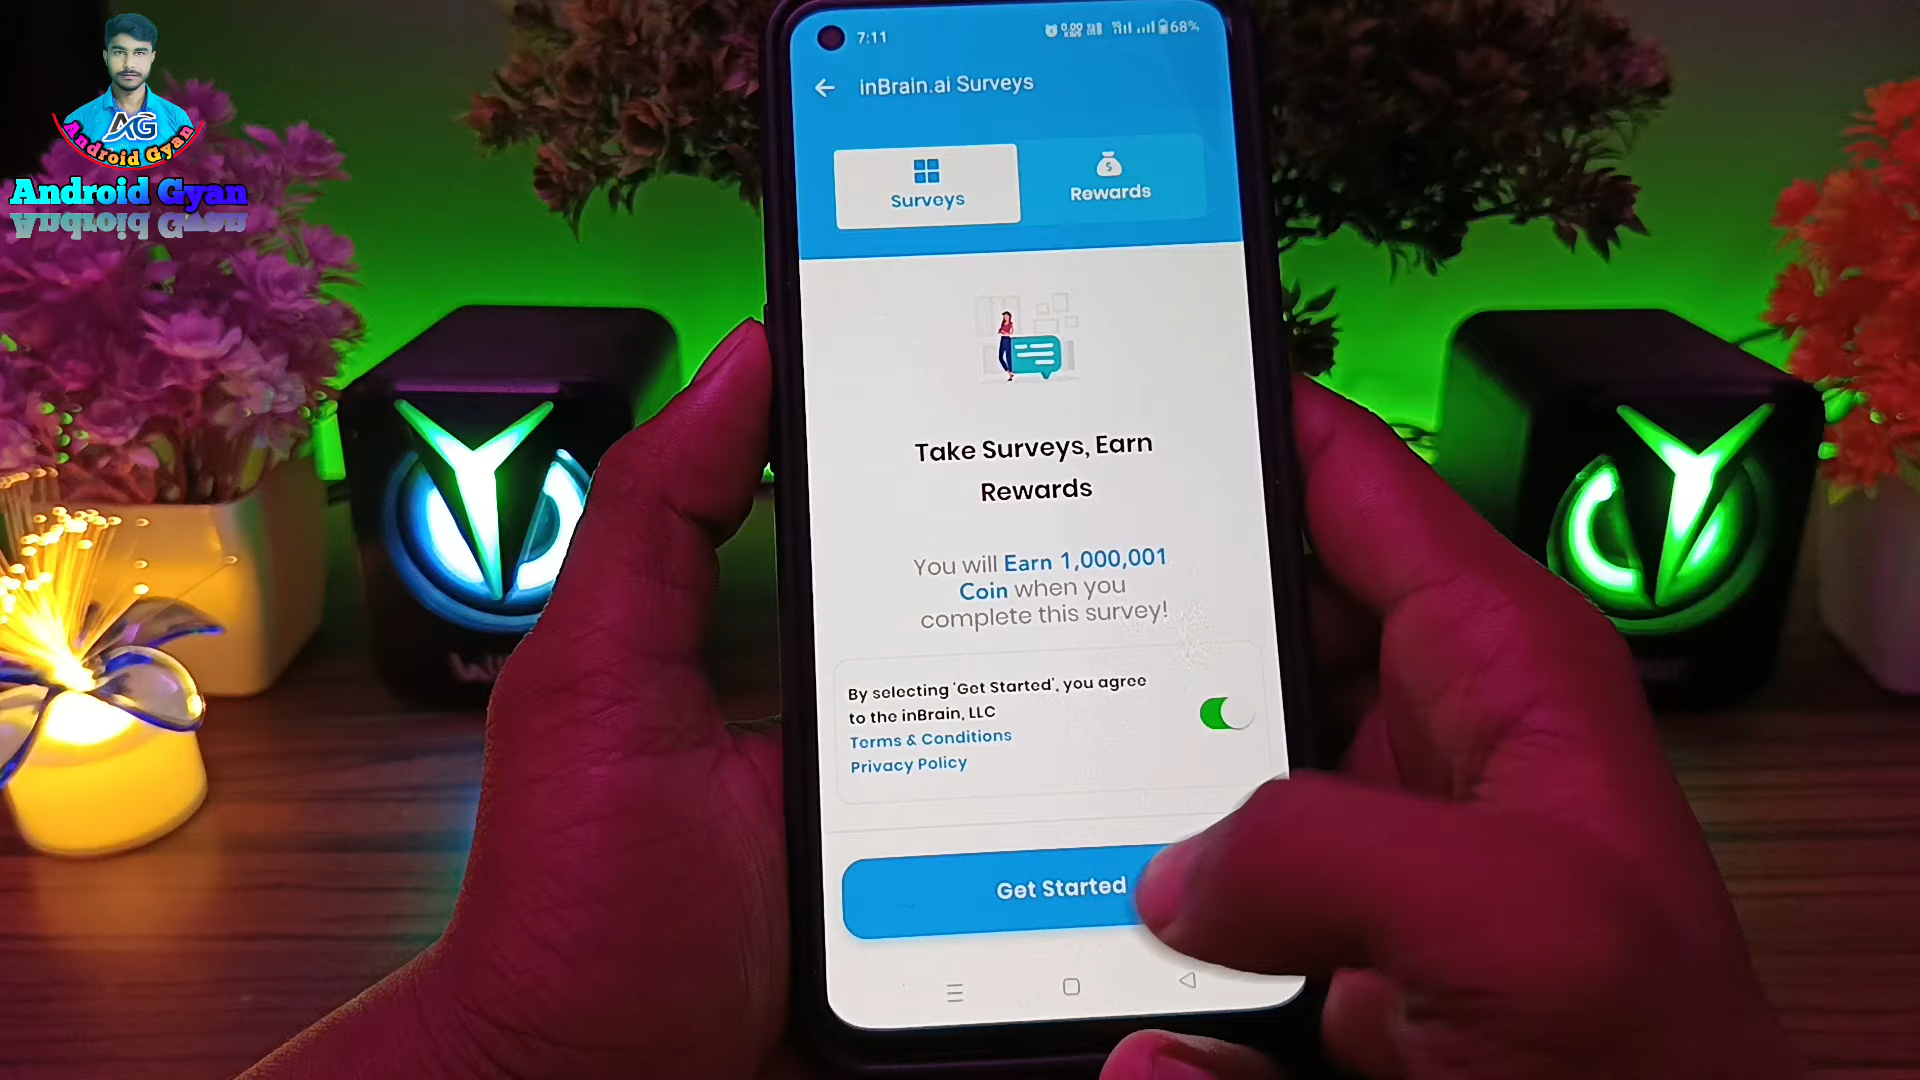 AG
Android Gyan
Android Gyan
7:11
68%
inBrain.ai Surveys
Surveys
Rewards
Take Surveys, Earn
Rewards
You will Earn 1,000,001
Coin when you
complete this survey!
By selecting 'Get Started', you agree
to the inBrain, LLC
Terms & Conditions
Privacy Policy
Get Started